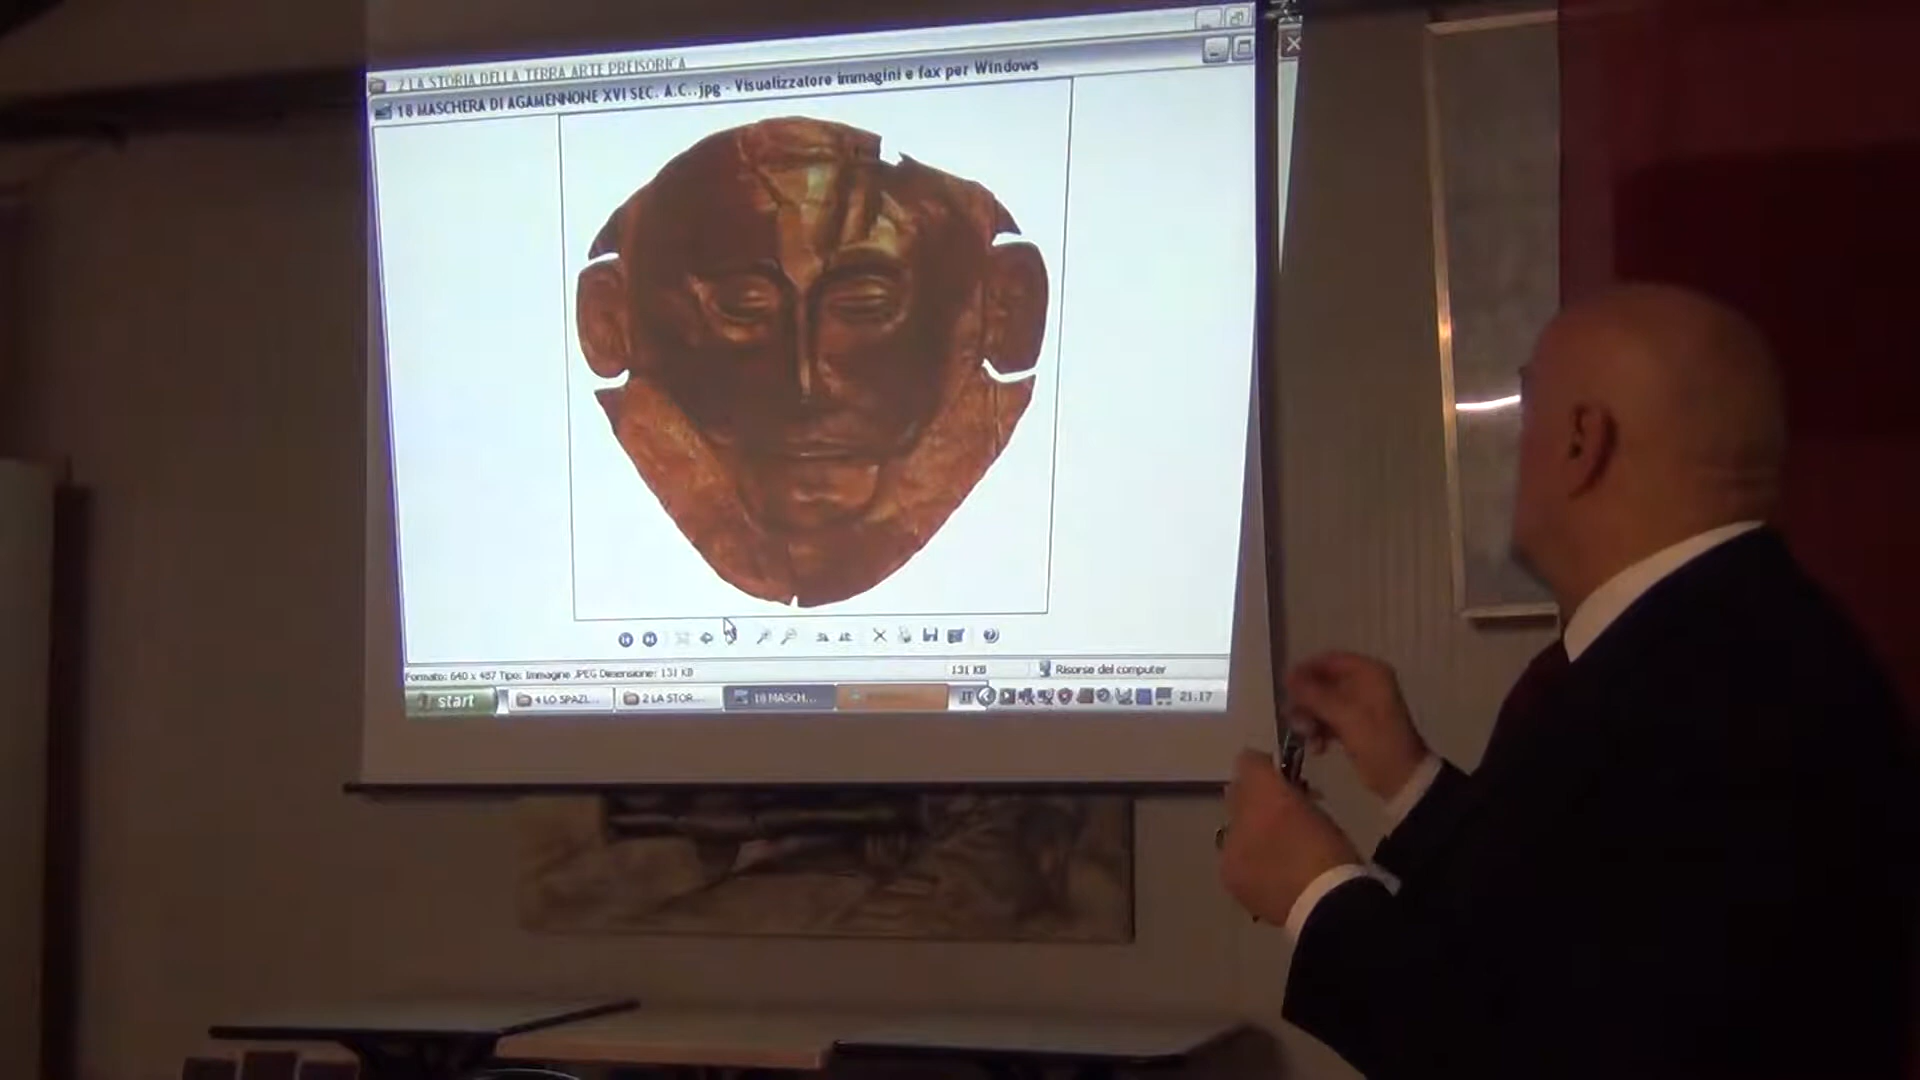 2 LA STORIA DELLA TERRA ARTE PREISORICA
18 MASCHERA DI AGAMENNONE XVI SEC. A.C..jpg - Visualizzatore immagini e fax per Windows
Formato: 640 x 487 Tipo: Immagine JPEG Dimensione: 131 KB
131 KB
Risorse del computer
start
4 LO SPAZI...
2 LA STOR...
18 MASCH...
IT
21:17